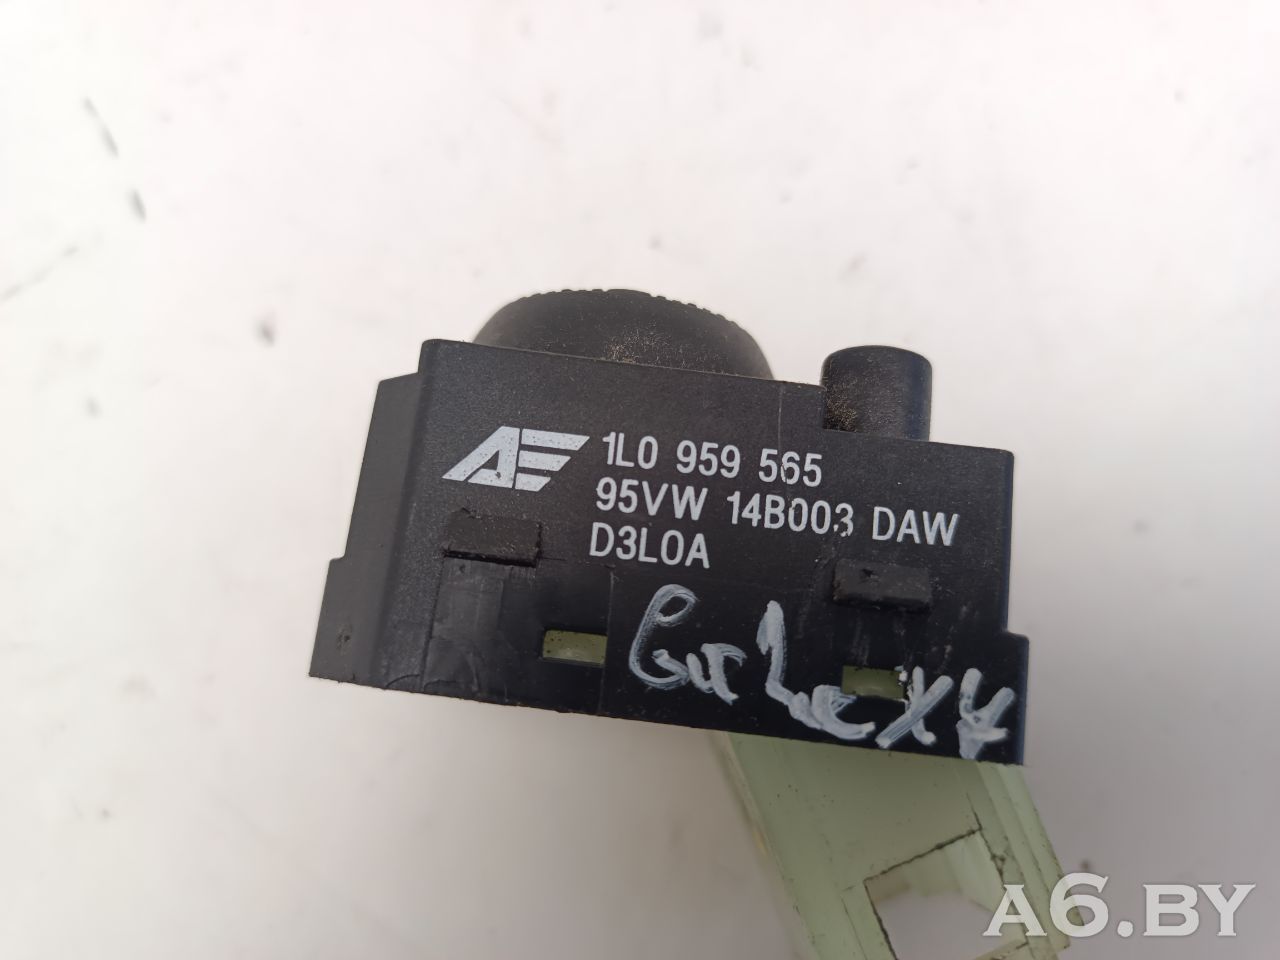 AE
1L0 959 565
95VW 14B003 DAW
D3L0A
A6.BY